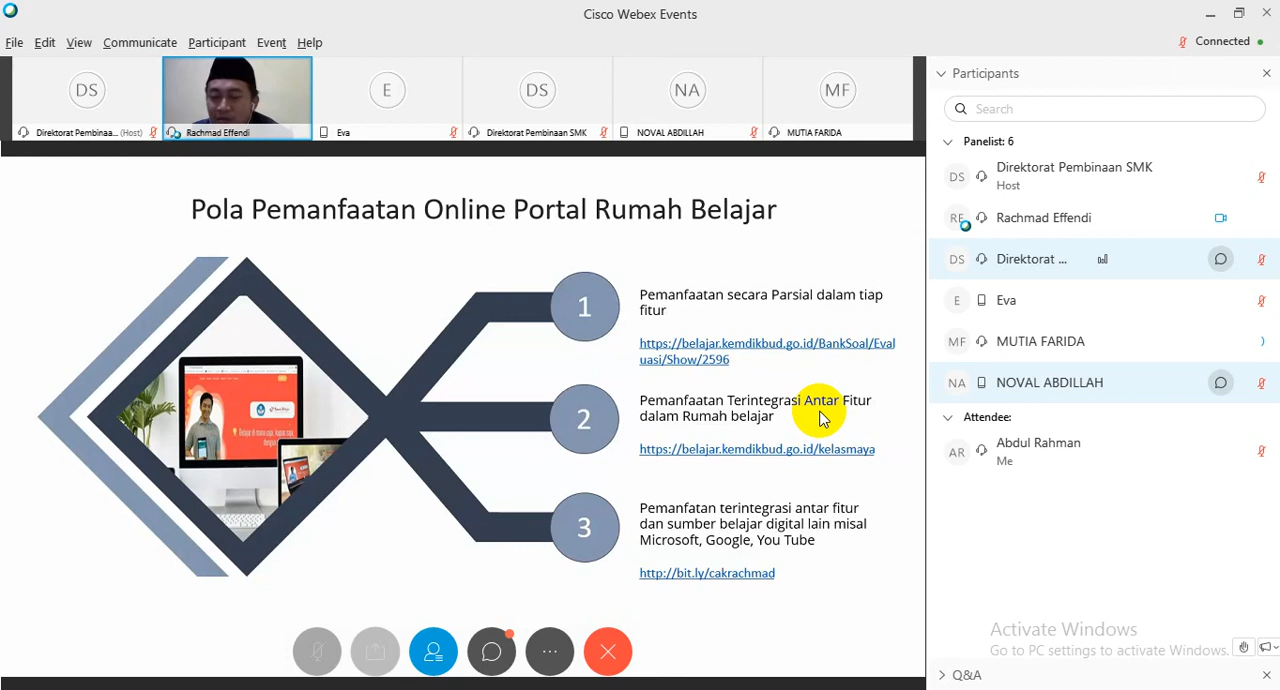 Cisco Webex Events
File Edit View Communicate Participant Event Help
Connected
DS
E
DS
NA
MF
Direktorat Pembinaa... (Host)
Rachmad Effendi
Eva
Direktorat Pembinaan SMK
NOVAL ABDILLAH
MUTIA FARIDA
Pola Pemanfaatan Online Portal Rumah Belajar
1
Pemanfaatan secara Parsial dalam tiap
fitur
https://belajar.kemdikbud.go.id/BankSoal/Eval
uasi/Show/2596
2
Pemanfaatan Terintegrasi Antar Fitur
dalam Rumah belajar
https://belajar.kemdikbud.go.id/kelasmaya
3
Pemanfatan terintegrasi antar fitur
dan sumber belajar digital lain misal
Microsoft, Google, You Tube
http://bit.ly/cakrachmad
Participants
Search
Panelist: 6
DS
Direktorat Pembinaan SMK
Host
RE
Rachmad Effendi
DS
Direktorat ...
E
Eva
MF
MUTIA FARIDA
NA
NOVAL ABDILLAH
Attendee:
AR
Abdul Rahman
Me
Activate Windows
Go to PC settings to activate Windows.
Q&A